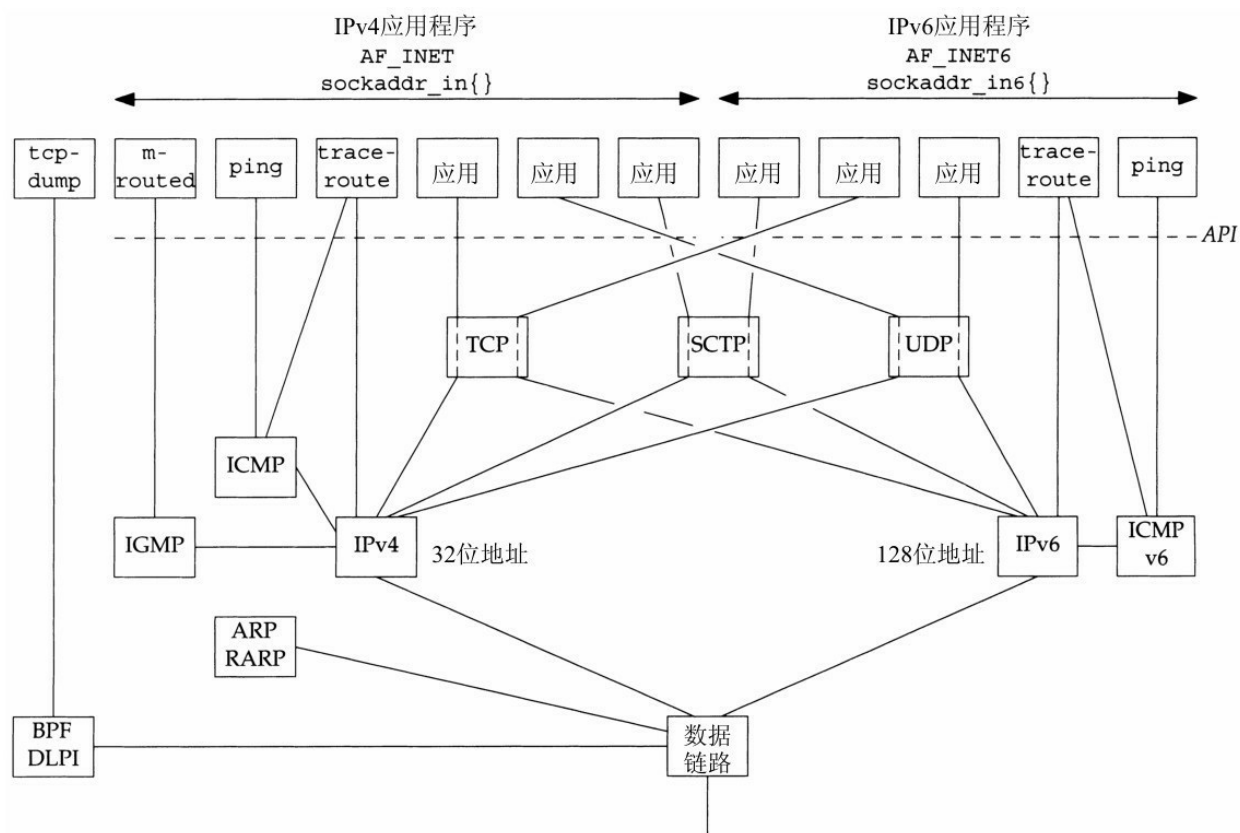 IPv4应用程序
AF_INET
sockaddr_in{}
IPv6应用程序
AF_INET6
sockaddr_in6{}
tcp-
dump
m-
routed
ping
trace-
route
应用
应用
应用
应用
应用
应用
trace-
route
ping
API
TCP
SCTP
UDP
ICMP
IGMP
IPv4
32位地址
128位地址
IPv6
ICMP
v6
ARP
RARP
BPF
DLPI
数据
链路